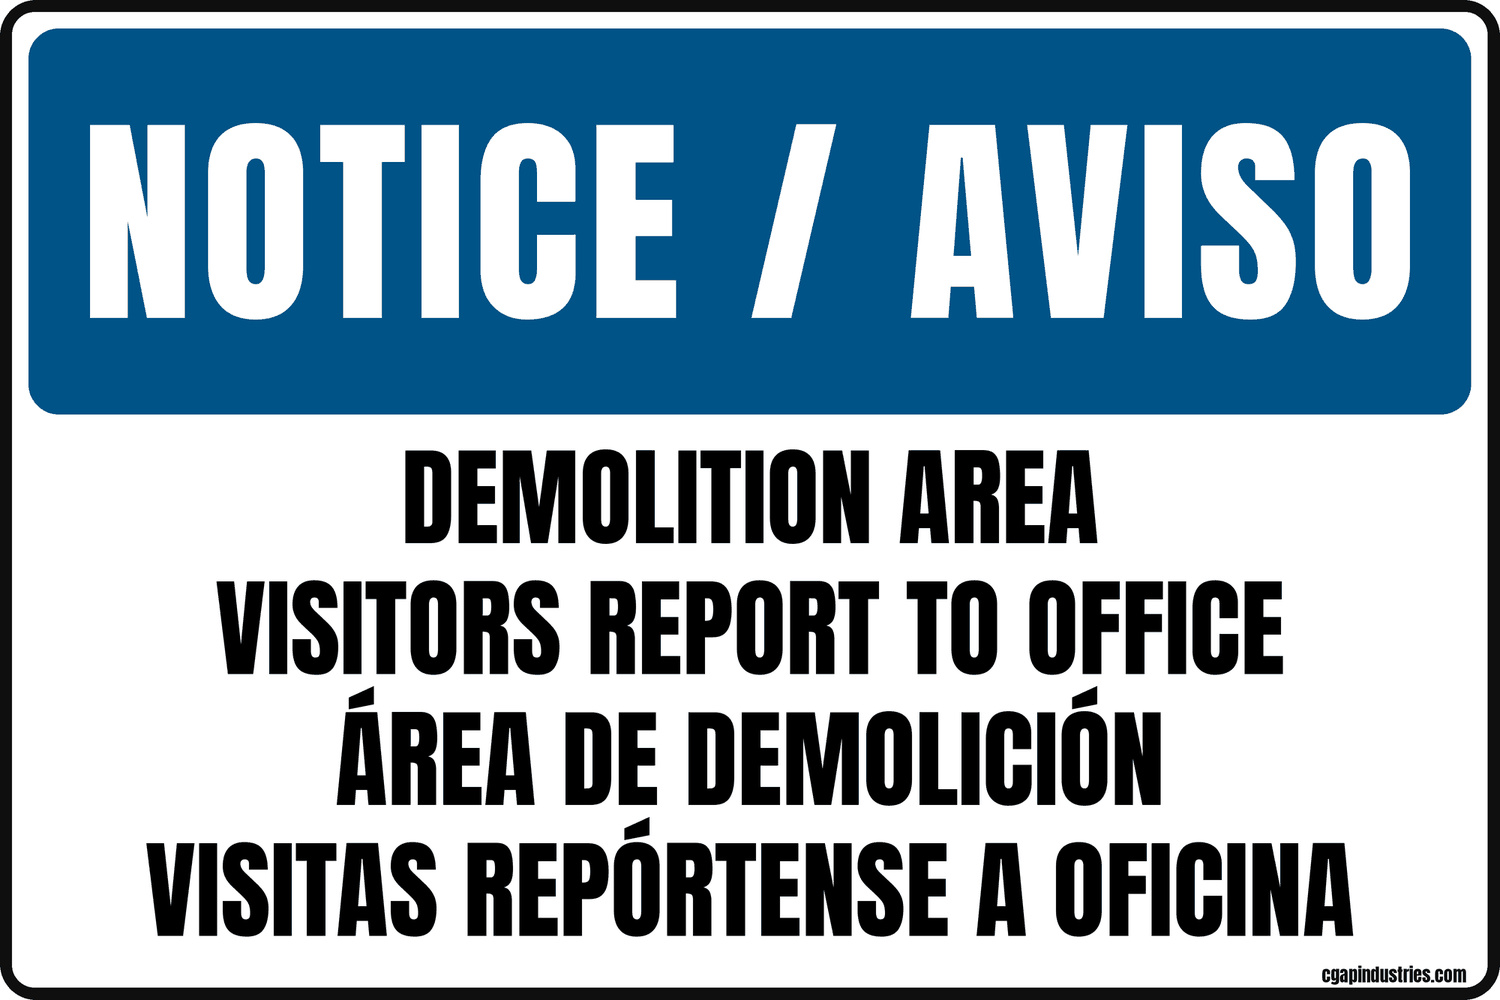 NOTICE / AVISO
DEMOLITION AREA
VISITORS REPORT TO OFFICE
ÁREA DE DEMOLICIÓN
VISITAS REPÓRTENSE A OFICINA
cgapindustries.com